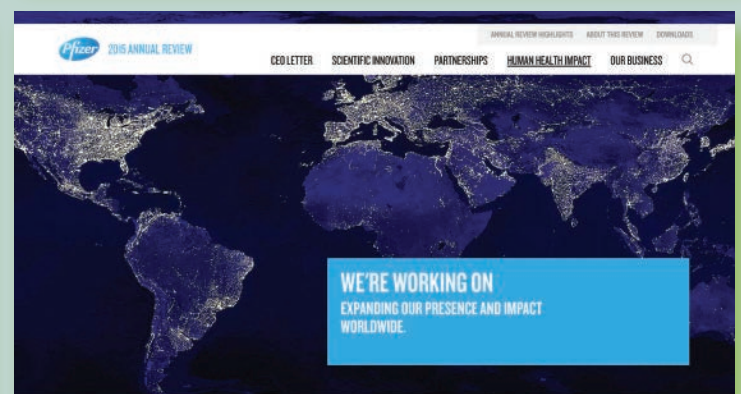 ANNUAL REVIEW HIGHLIGHTS ABOUT THIS REVIEW DOWNLOADS
Pfizer 2015 ANNUAL REVIEW
CEO LETTER SCIENTIFIC INNOVATION PARTNERSHIPS HUMAN HEALTH IMPACT OUR BUSINESS
WE'RE WORKING ON
EXPANDING OUR PRESENCE AND IMPACT
WORLDWIDE.